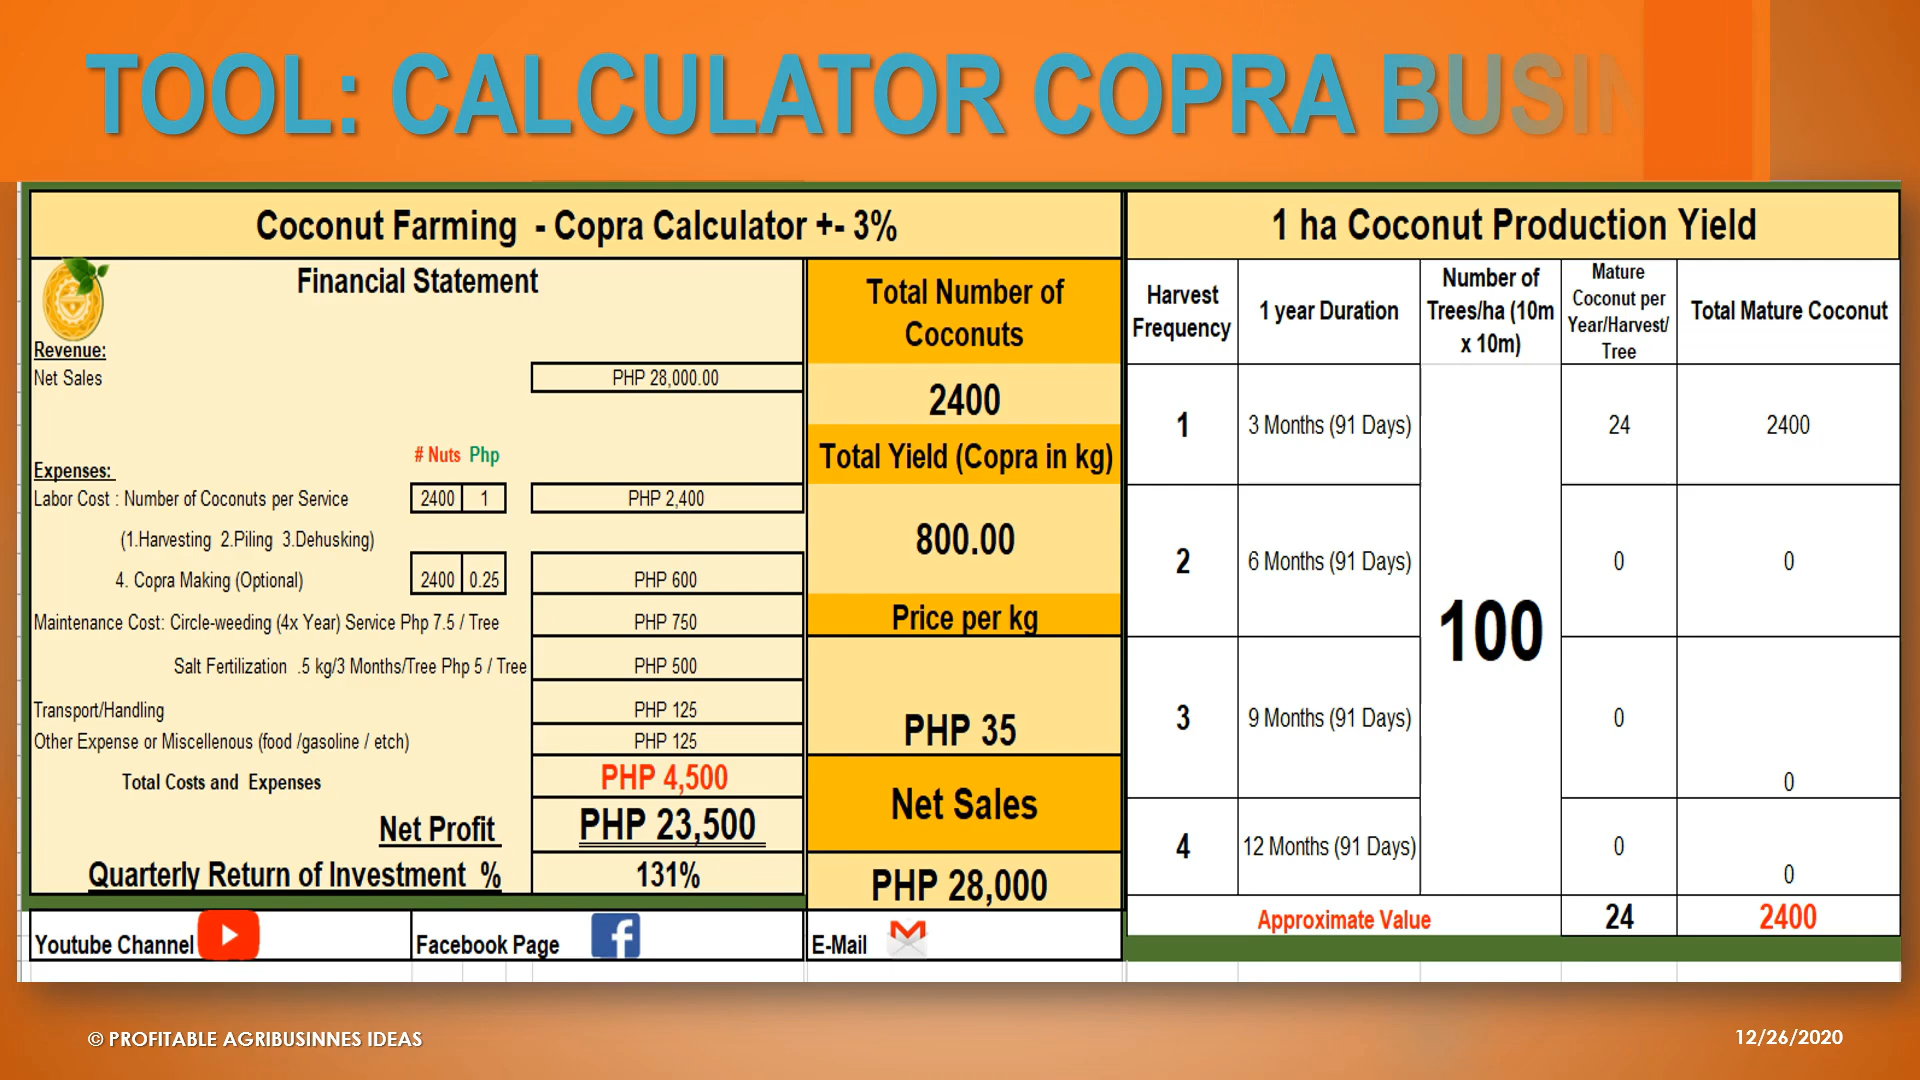 TOOL: CALCULATOR COPRA BUSIN
Coconut Farming - Copra Calculator +- 3%
Financial Statement
Revenue:
Net Sales
PHP 28,000.00
# Nuts Php
Expenses:
Labor Cost : Number of Coconuts per Service 2400 1 PHP 2,400
(1.Harvesting 2.Piling 3.Dehusking)
4. Copra Making (Optional) 2400 0.25 PHP 600
Maintenance Cost: Circle-weeding (4x Year) Service Php 7.5 / Tree PHP 750
Salt Fertilization .5 kg/3 Months/Tree Php 5 / Tree PHP 500
Transport/Handling PHP 125
Other Expense or Miscellenous (food /gasoline / etch) PHP 125
Total Costs and Expenses PHP 4,500
Net Profit PHP 23,500
Quarterly Return of Investment % 131%
Total Number of
Coconuts
2400
Total Yield (Copra in kg)
800.00
Price per kg
PHP 35
Net Sales
PHP 28,000
Youtube Channel
Facebook Page
E-Mail
1 ha Coconut Production Yield
Harvest
Frequency
1 year Duration
Number of
Trees/ha (10m
x 10m)
Mature
Coconut per
Year/Harvest/
Tree
Total Mature Coconut
1 3 Months (91 Days) 24 2400
2 6 Months (91 Days) 0 0
100
3 9 Months (91 Days) 0 0
4 12 Months (91 Days) 0 0
Approximate Value 24 2400
© PROFITABLE AGRIBUSINNES IDEAS
12/26/2020